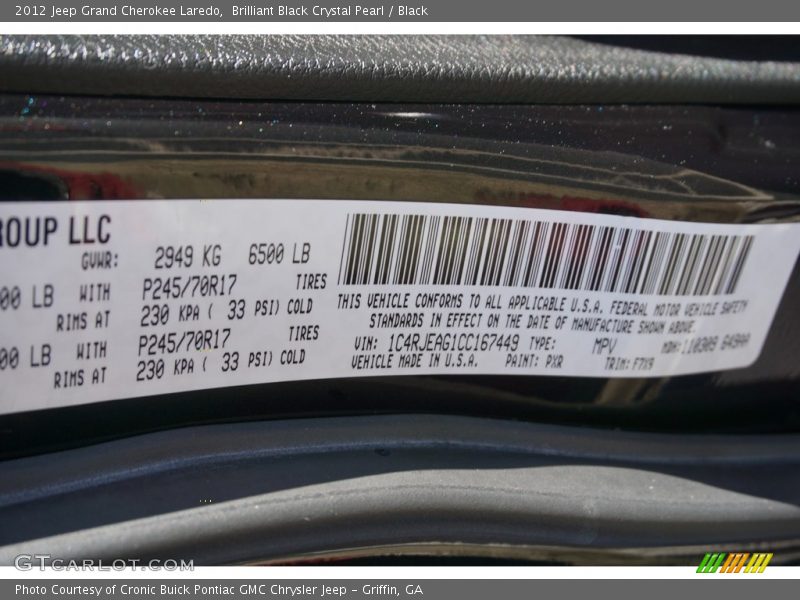 2012 Jeep Grand Cherokee Laredo, Brilliant Black Crystal Pearl / Black
ROUP LLC
GVWR: 2949 KG 6500 LB
00 LB WITH P245/70R17 TIRES
RIMS AT 230 KPA ( 33 PSI) COLD
00 LB WITH P245/70R17 TIRES
RIMS AT 230 KPA ( 33 PSI) COLD
THIS VEHICLE CONFORMS TO ALL APPLICABLE U.S.A. FEDERAL MOTOR VEHICLE SAFETY
STANDARDS IN EFFECT ON THE DATE OF MANUFACTURE SHOWN ABOVE.
VIN: 1C4RJEAG1CC167449 TYPE: MPV MDH: 110309
VEHICLE MADE IN U.S.A. PAINT: PXR TRIM: F7X9
GTCARLOT.COM
Photo Courtesy of Cronic Buick Pontiac GMC Chrysler Jeep - Griffin, GA